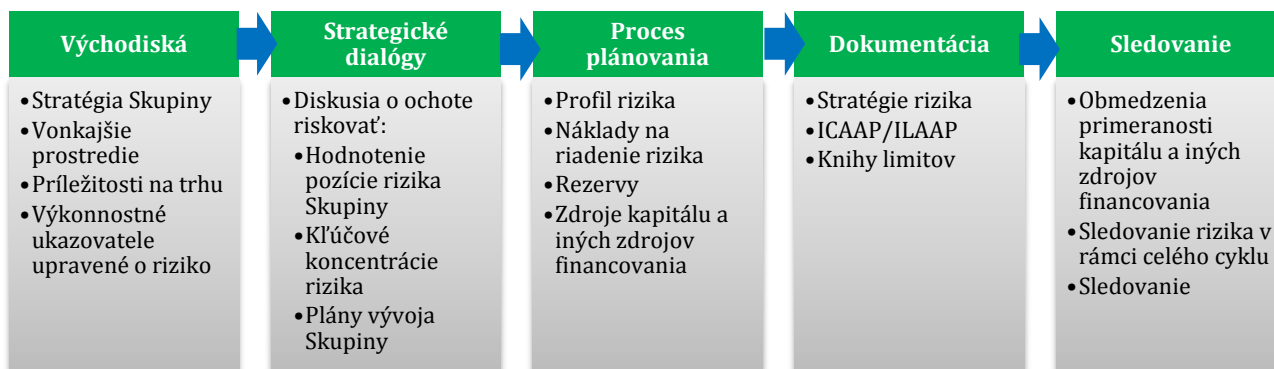 Východiská
•Stratégia Skupiny
•Vonkajšie
prostredie
•Príležitosti na trhu
•Výkonnostné
ukazovatele
upravené o riziko
Strategické
dialógy
•Diskusia o ochote
riskovať:
•Hodnotenie
pozície rizika
Skupiny
•Kľúčové
koncentrácie
rizika
•Plány vývoja
Skupiny
Proces
plánovania
•Profil rizika
•Náklady na
riadenie rizika
•Rezervy
•Zdroje kapitálu a
iných zdrojov
financovania
Dokumentácia
•Stratégie rizika
•ICAAP/ILAAP
•Knihy limitov
Sledovanie
•Obmedzenia
primeranosti
kapitálu a iných
zdrojov
financovania
•Sledovanie rizika v
rámci celého cyklu
•Sledovanie